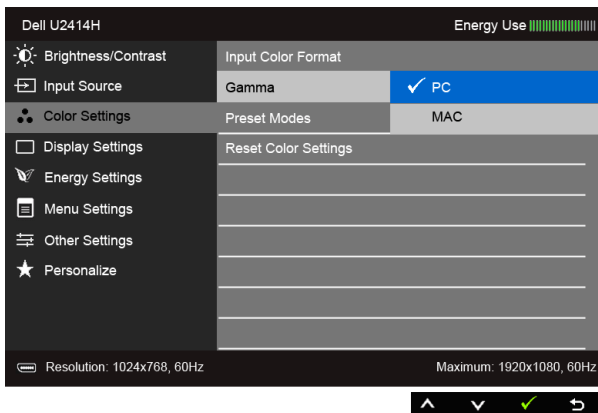 Dell U2414H
Energy Use
Brightness/Contrast
Input Color Format
Input Source
Gamma
PC
Color Settings
Preset Modes
MAC
Display Settings
Reset Color Settings
Energy Settings
Menu Settings
Other Settings
Personalize
Resolution: 1024x768, 60Hz
Maximum: 1920x1080, 60Hz